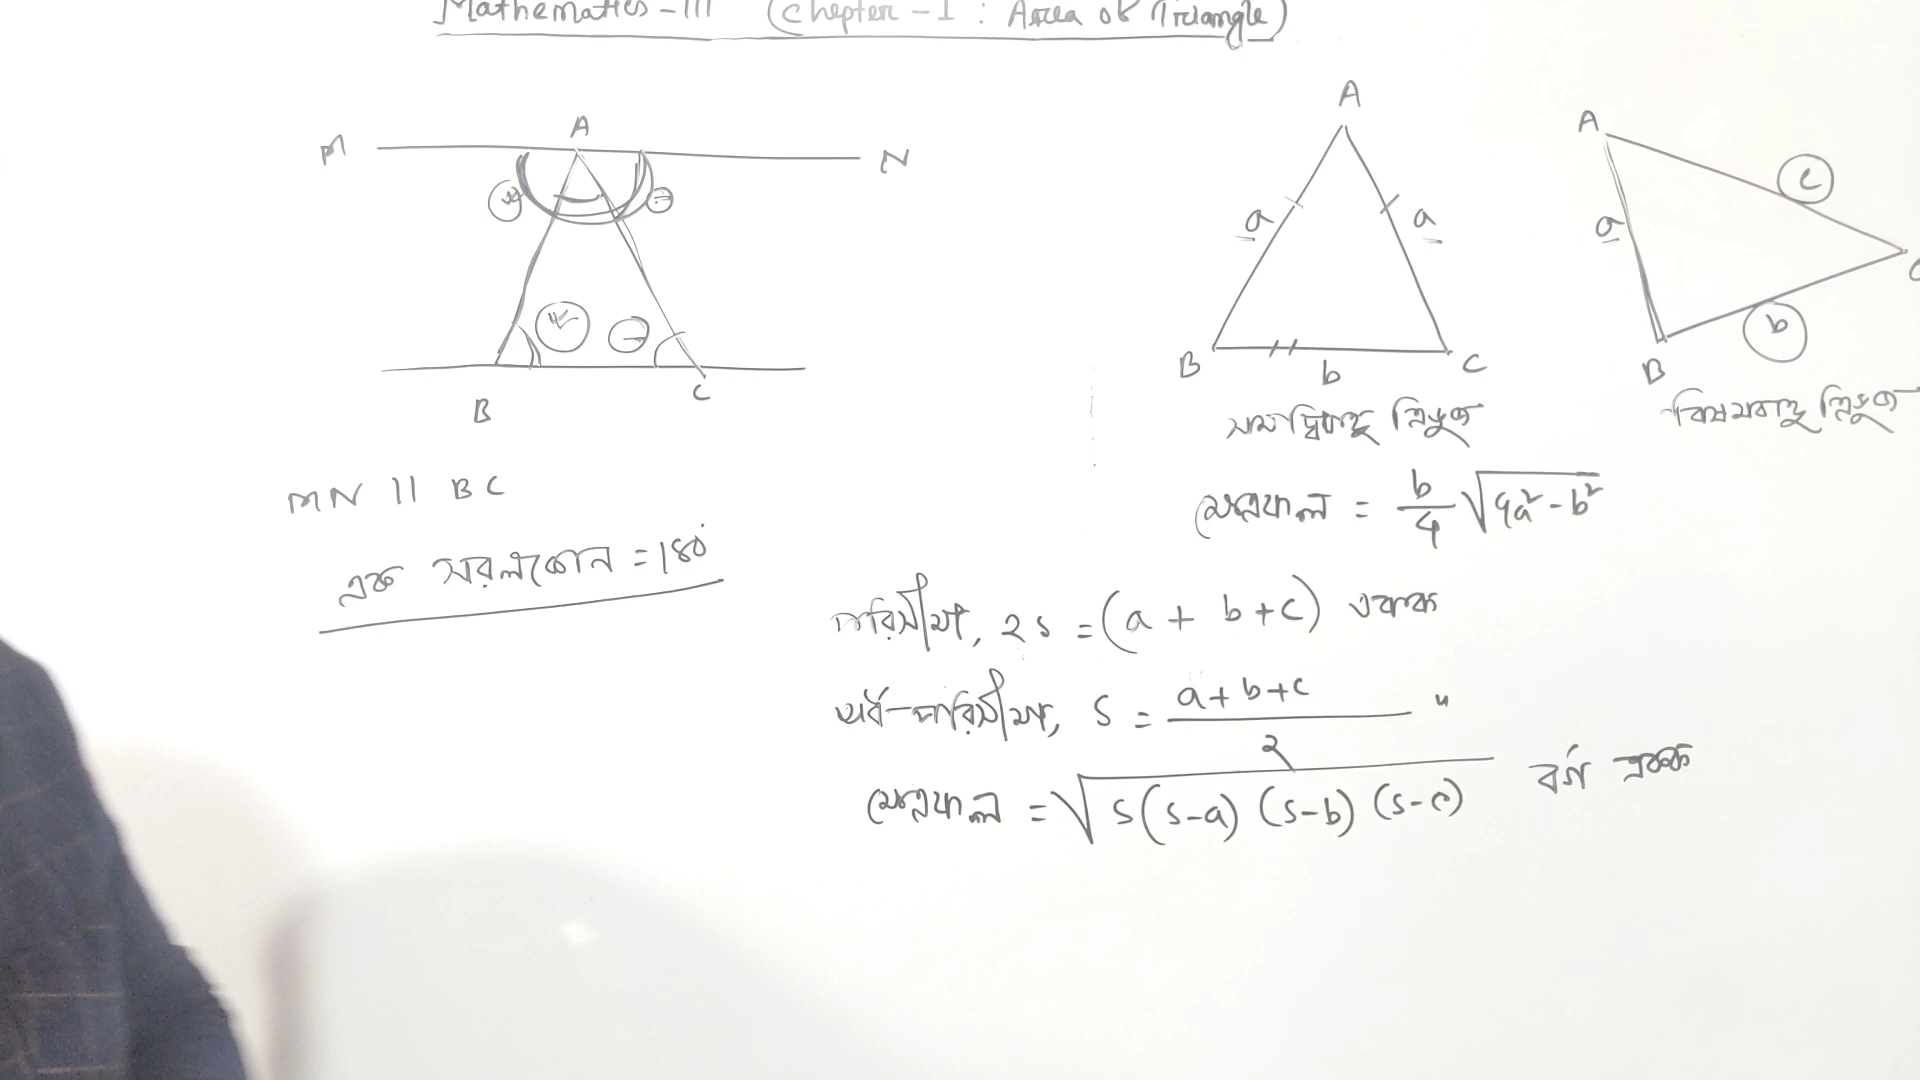 Mathematics-III (Chepter-I : Area of Triangle)
M A N
B C
MN || BC
এক সরলকোন = 180°
A
a a
B b C
সমদ্বিবাহু ত্রিভুজ
A
c
a
b
B C
বিষমবাহু ত্রিভুজ
ক্ষেত্রফল = b/4 √4a² - b²
পরিসীমা, 2s = (a + b + c) একক
অর্ধ-পরিসীমা, S = a+b+c/2 "
ক্ষেত্রফল = √S(S-a) (S-b) (S-c) বর্গ একক